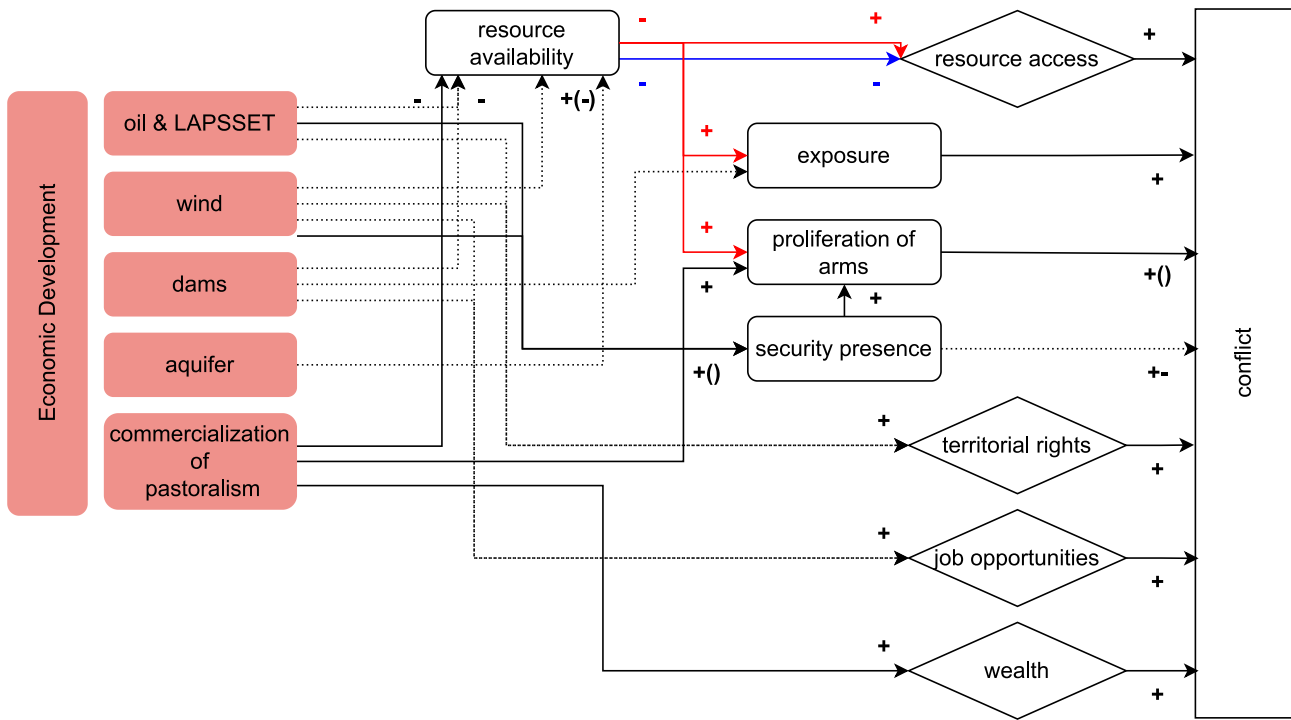 Economic Development
oil & LAPSSET
wind
dams
aquifer
commercialization
of
pastoralism
resource
availability
-
-
+(-)
-
+
-
-
resource access
+
+
exposure
+
+
proliferation of
arms
+
+()
+
security presence
+()
+-
+
territorial rights
+
+
job opportunities
+
+
wealth
+
conflict